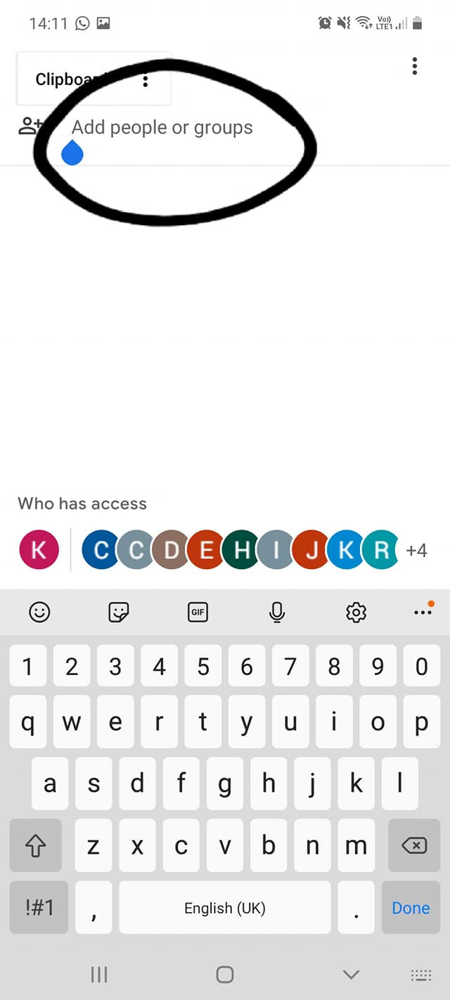 14:11
Vo))
LTE1
Clipboa
Add people or groups
Who has access
K C C D E H I J K R +4
GIF
1 2 3 4 5 6 7 8 9 0
q w e r t y u i o p
a s d f g h j k l
z x c v b n m
!#1 , English (UK) . Done